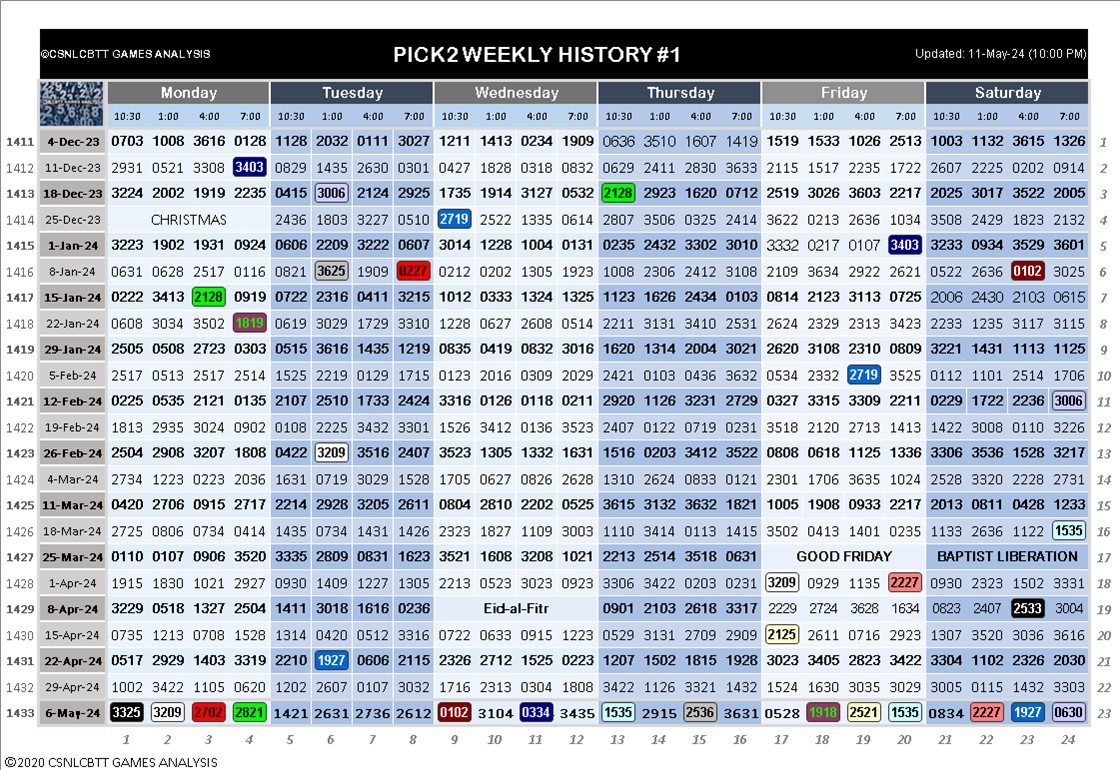 ©CSNLCBTT GAMES ANALYSIS PICK2 WEEKLY HISTORY #1 Updated: 11-May-24 (10:00 PM)
Monday Tuesday Wednesday Thursday Friday Saturday
10:30 1:00 4:00 7:00 10:30 1:00 4:00 8:00 10:30 1:00 4:00 7:00 10:30 1:00 4:00 7:00 10:30 1:00 4:00 7:00 10:30 1:00 4:00 7:00
1411 4-Dec-23 0703 1008 3616 0128 1128 2032 0111 3027 1211 1413 0234 1909 0636 3510 1607 1419 1519 1533 1026 2513 1003 1132 3615 1326 1
1412 11-Dec-23 2931 0521 3308 3403 0829 1435 2630 0301 0427 1828 0318 0832 0629 2411 2830 3633 2115 1517 2235 1722 2607 2225 0202 0914 2
1413 18-Dec-23 3224 2002 1919 2235 0415 3006 2124 2925 1735 1914 3127 0532 2128 2923 1620 0712 2519 3026 3603 2217 2025 3017 3522 2005 3
1414 25-Dec-23 CHRISTMAS 2436 1803 3227 0510 2719 2522 1335 0614 2807 3506 0325 2414 3622 0213 2636 1034 3508 2429 1823 2132 4
1415 1-Jan-24 3223 1902 1931 0924 0606 2209 3222 0607 3014 1228 1004 0131 0235 2432 3302 3010 3332 0217 0107 3403 3233 0934 3529 3601 5
1416 8-Jan-24 0631 0628 2517 0116 0821 3625 1909 0227 0212 0202 1305 1923 1008 2306 2412 3108 2109 3634 2922 2621 0522 2636 0102 3025 6
1417 15-Jan-24 0222 3413 2128 0919 0722 2316 0411 3215 1012 0333 1324 1325 1123 1626 2434 0103 0814 2123 3113 0725 2006 2430 2103 0615 7
1418 22-Jan-24 0608 3034 3502 1819 0619 3029 1729 3310 1228 0627 2608 0514 2211 3131 3410 2531 2624 2329 2313 3423 2233 1235 3117 3115 8
1419 29-Jan-24 2505 0508 2723 0303 0515 3616 1435 1219 0835 0419 0832 3016 1620 1314 2004 3021 2620 3108 2310 0809 3221 1431 1113 1125 9
1420 5-Feb-24 2517 0513 2517 2514 1525 2219 0129 1715 0123 2016 0309 2029 2421 0103 0436 3632 0534 2332 2719 3525 0112 1101 2514 1706 10
1421 12-Feb-24 0225 0535 2121 0135 2107 2510 1733 2424 3316 0126 0118 0211 2920 1126 3231 2729 0327 3315 3309 2211 0229 1722 2236 3006 11
1422 19-Feb-24 1813 2935 3024 0902 0108 2225 3432 3301 1526 3412 0136 3523 2407 0122 0719 0231 3518 2120 2713 1413 1422 3008 0110 3226 12
1423 26-Feb-24 2504 2908 3207 1808 0422 3209 3516 2407 3523 1305 1332 1631 1516 0203 3412 3522 0808 0618 1125 1336 3306 3536 1528 3217 13
1424 4-Mar-24 2734 1223 0223 2036 1631 0719 3029 1528 1705 0627 0826 2628 1310 2624 0833 0121 2301 1706 3635 1024 2528 3320 2228 2731 14
1425 11-Mar-24 0420 2706 0915 2717 2214 2928 3205 2611 0804 2810 2202 0525 3615 3132 3632 1821 1005 1908 0933 2217 2013 0811 0428 1233 15
1426 18-Mar-24 2725 0806 0734 0414 1435 0734 1431 1426 2323 1827 1109 3003 1110 3414 0113 1415 3502 0413 1401 0235 1133 2636 1122 1535 16
1427 25-Mar-24 0110 0107 0906 3520 3335 2809 0831 1623 3521 1608 3208 1021 2213 2514 3518 0631 GOOD FRIDAY BAPTIST LIBERATION 17
1428 1-Apr-24 1915 1830 1021 2927 0930 1409 1227 1305 2213 0523 3023 0923 3306 3422 0203 0231 3209 0929 1135 2227 0930 2323 1502 3331 18
1429 8-Apr-24 3229 0518 1327 2504 1411 3018 1616 0236 Eid-al-Fitr 0901 2103 2618 3317 2229 2724 3628 1634 0823 2407 2533 3004 19
1430 15-Apr-24 0735 1213 0708 1528 1314 0420 0512 3316 0722 0633 0915 1223 0529 3131 2709 2909 2125 2611 0716 2923 1307 3520 3036 3616 20
1431 22-Apr-24 0517 2929 1403 3319 2210 1927 0606 2115 2326 2712 1525 0223 1207 1502 1815 1928 3023 3405 2823 3422 3304 1102 2326 2030 21
1432 29-Apr-24 1002 3422 1105 0620 1202 2607 0107 3032 1716 2313 0304 1808 3422 1126 3321 1432 1524 1630 3035 3029 3005 0115 1432 3303 22
1433 6-May-24 3325 3209 2702 2821 1421 2631 2736 2612 0102 3104 0334 3435 1535 2915 2536 3631 0528 1918 2521 1535 0834 2227 1927 0630 23
1 2 3 4 5 6 7 8 9 10 11 12 13 14 15 16 17 18 19 20 21 22 23 24
©2020 CSNLCBTT GAMES ANALYSIS